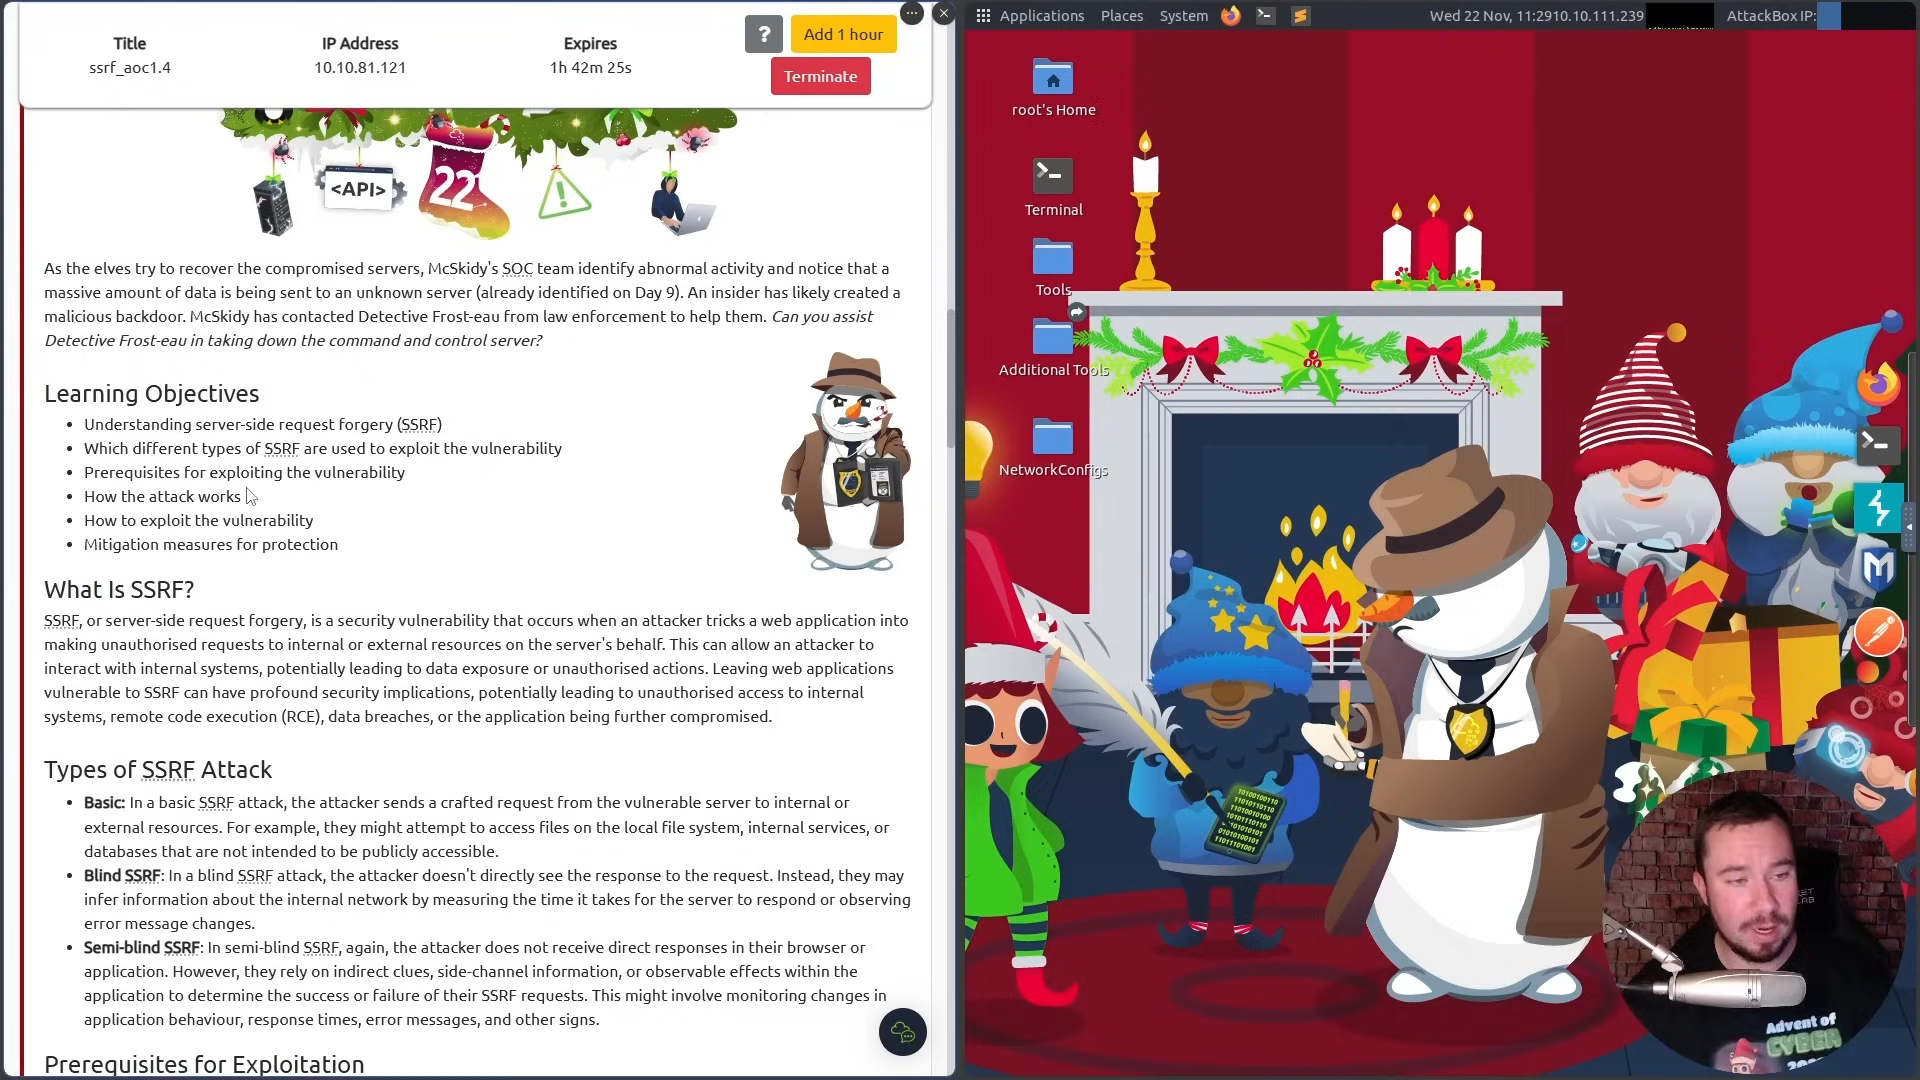 Title
ssrf_aoc1.4
IP Address
10.10.81.121
Expires
1h 42m 25s
?
Add 1 hour
Terminate
<API>
22
As the elves try to recover the compromised servers, McSkidy's SOC team identify abnormal activity and notice that a
massive amount of data is being sent to an unknown server (already identified on Day 9). An insider has likely created a
malicious backdoor. McSkidy has contacted Detective Frost-eau from law enforcement to help them. Can you assist
Detective Frost-eau in taking down the command and control server?
Learning Objectives
• Understanding server-side request forgery (SSRF)
• Which different types of SSRF are used to exploit the vulnerability
• Prerequisites for exploiting the vulnerability
• How the attack works
• How to exploit the vulnerability
• Mitigation measures for protection
What Is SSRF?
SSRF, or server-side request forgery, is a security vulnerability that occurs when an attacker tricks a web application into
making unauthorised requests to internal or external resources on the server's behalf. This can allow an attacker to
interact with internal systems, potentially leading to data exposure or unauthorised actions. Leaving web applications
vulnerable to SSRF can have profound security implications, potentially leading to unauthorised access to internal
systems, remote code execution (RCE), data breaches, or the application being further compromised.
Types of SSRF Attack
• Basic: In a basic SSRF attack, the attacker sends a crafted request from the vulnerable server to internal or
external resources. For example, they might attempt to access files on the local file system, internal services, or
databases that are not intended to be publicly accessible.
• Blind SSRF: In a blind SSRF attack, the attacker doesn't directly see the response to the request. Instead, they may
infer information about the internal network by measuring the time it takes for the server to respond or observing
error message changes.
• Semi-blind SSRF: In semi-blind SSRF, again, the attacker does not receive direct responses in their browser or
application. However, they rely on indirect clues, side-channel information, or observable effects within the
application to determine the success or failure of their SSRF requests. This might involve monitoring changes in
application behaviour, response times, error messages, and other signs.
Prerequisites for Exploitation
Applications Places System
Wed 22 Nov, 11:29
10.10.111.239
AttackBox IP:
root's Home
Terminal
Tools
Additional Tools
NetworkConfigs
Advent of
CYBER